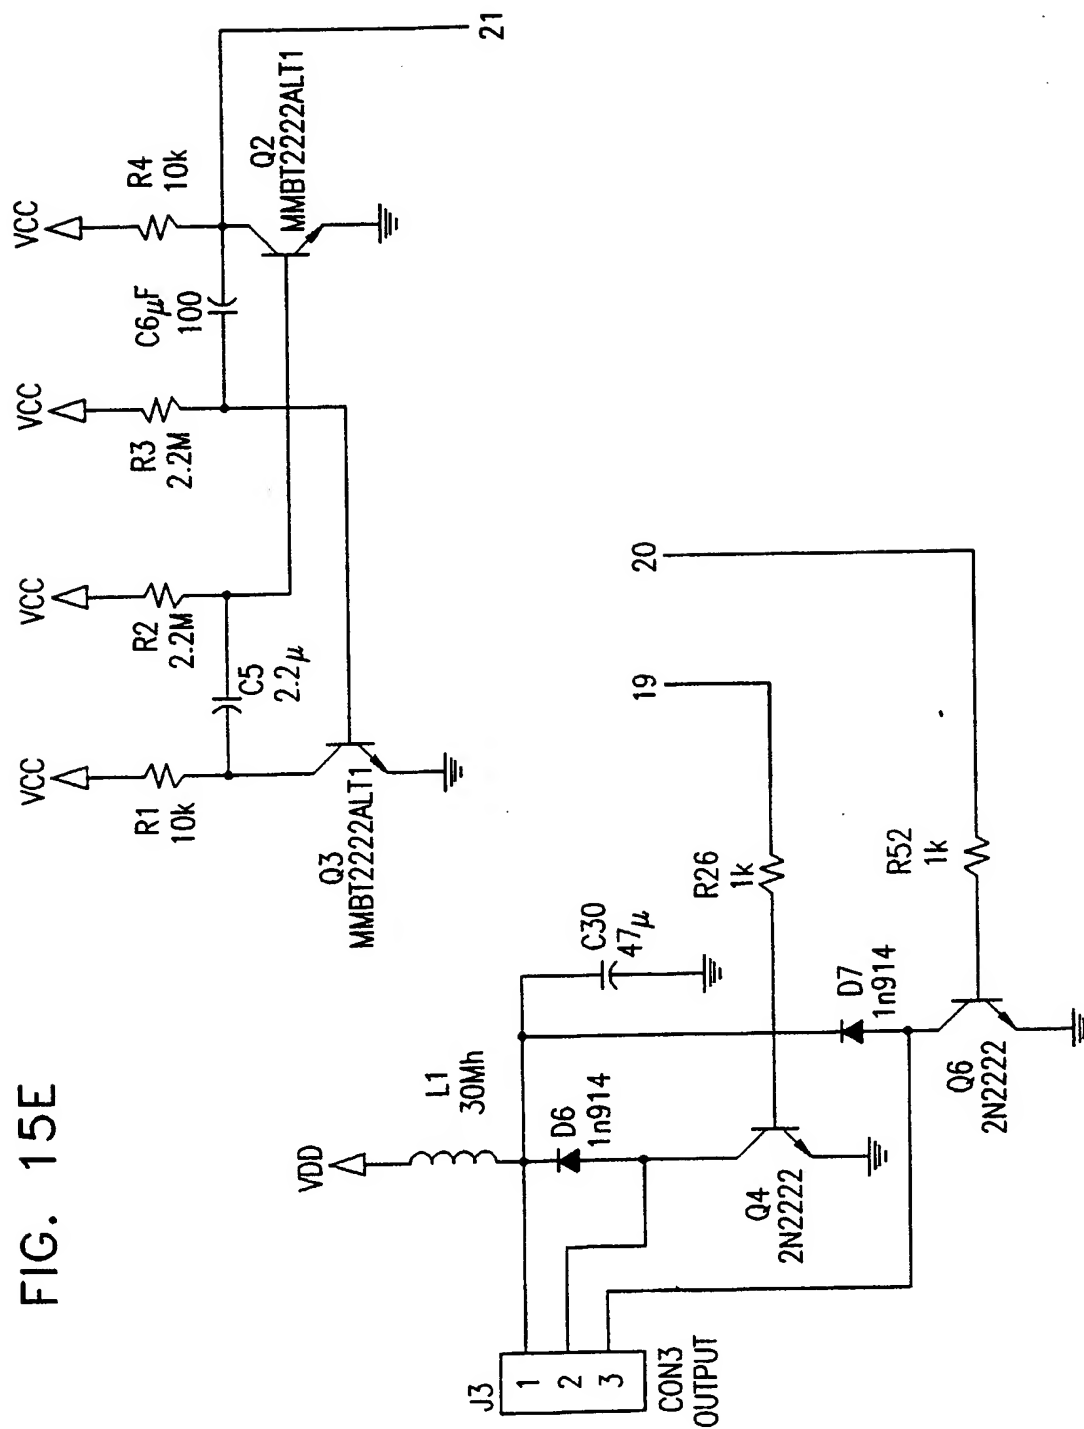 FIG. 15E
VCC
VCC
VCC
VCC
R1
10k
R2
2.2M
R3
2.2M
R4
10k
C5
2.2µ
C6µF
100
Q3
MMBT2222ALT1
Q2
MMBT2222ALT1
21
VDD
L1
30Mh
C30
47µ
D6
1n914
R26
1k
19
20
J3
1
2
3
CON3
OUTPUT
Q4
2N2222
D7
1n914
R52
1k
Q6
2N2222